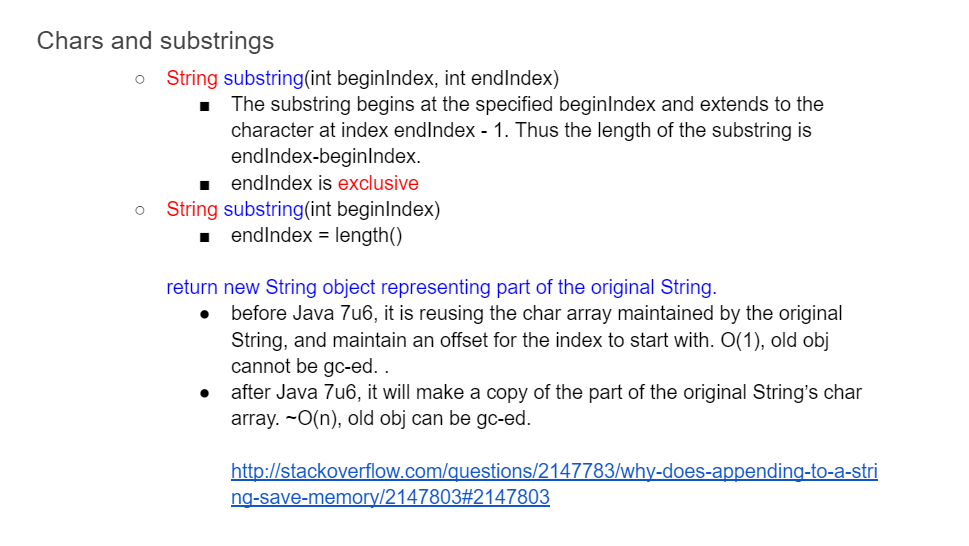 Chars and substrings
○ String substring(int beginIndex, int endIndex)
■ The substring begins at the specified beginIndex and extends to the
character at index endIndex - 1. Thus the length of the substring is
endIndex-beginIndex.
■ endIndex is exclusive
○ String substring(int beginIndex)
■ endIndex = length()
return new String object representing part of the original String.
● before Java 7u6, it is reusing the char array maintained by the original
String, and maintain an offset for the index to start with. O(1), old obj
cannot be gc-ed. .
● after Java 7u6, it will make a copy of the part of the original String’s char
array. ~O(n), old obj can be gc-ed.
http://stackoverflow.com/questions/2147783/why-does-appending-to-a-stri
ng-save-memory/2147803#2147803